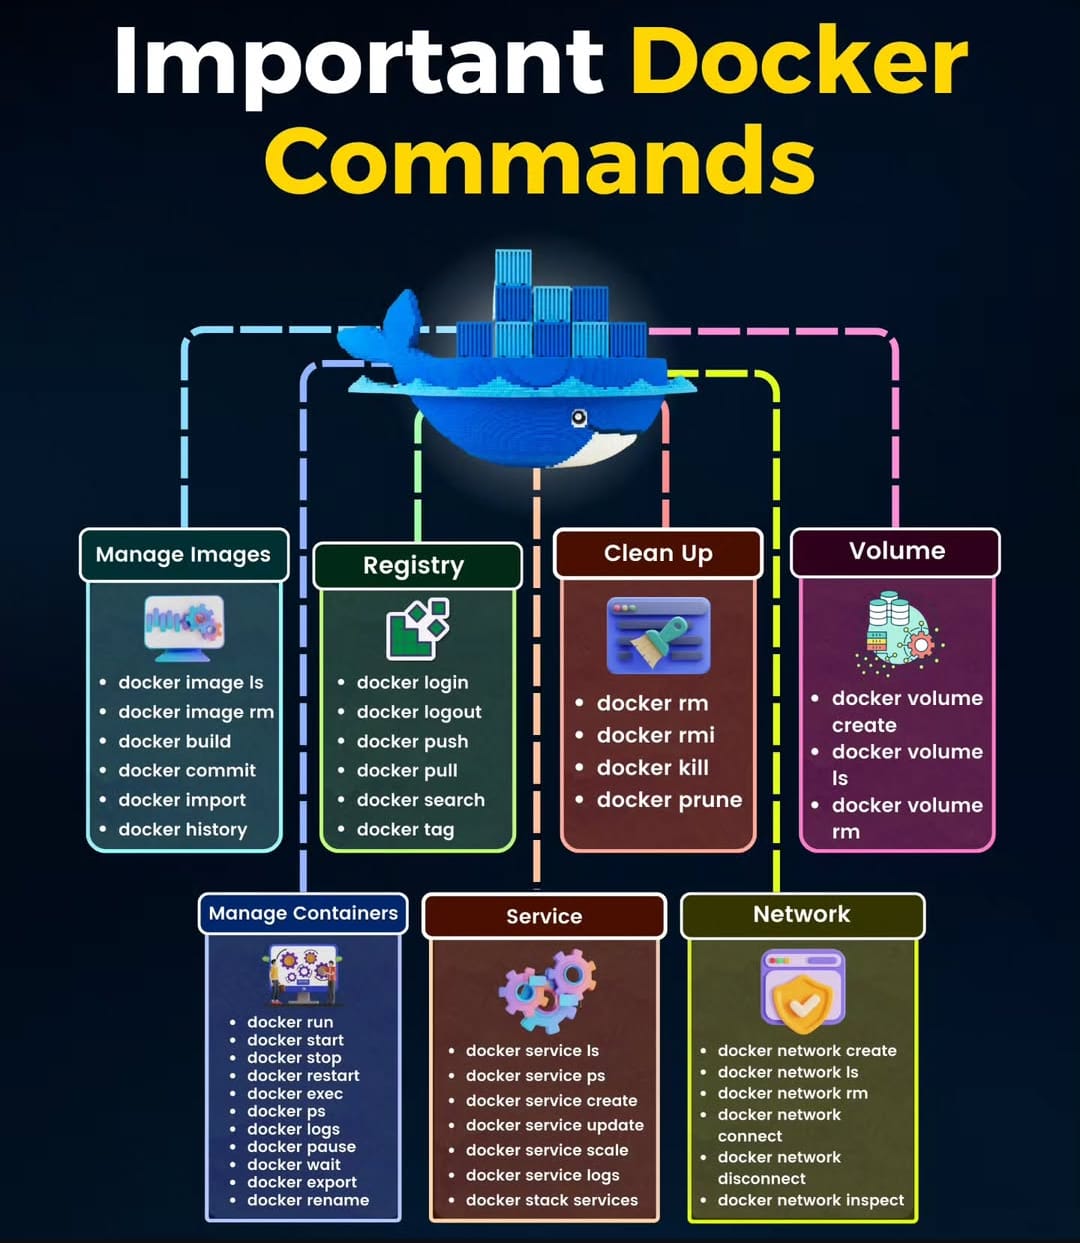 Important Docker
Commands
Manage Images
• docker image ls
• docker image rm
• docker build
• docker commit
• docker import
• docker history
Registry
• docker login
• docker logout
• docker push
• docker pull
• docker search
• docker tag
Clean Up
• docker rm
• docker rmi
• docker kill
• docker prune
Volume
• docker volume
create
• docker volume
ls
• docker volume
rm
Manage Containers
• docker run
• docker start
• docker stop
• docker restart
• docker exec
• docker ps
• docker logs
• docker pause
• docker wait
• docker export
• docker rename
Service
• docker service ls
• docker service ps
• docker service create
• docker service update
• docker service scale
• docker service logs
• docker stack services
Network
• docker network create
• docker network ls
• docker network rm
• docker network
connect
• docker network
disconnect
• docker network inspect